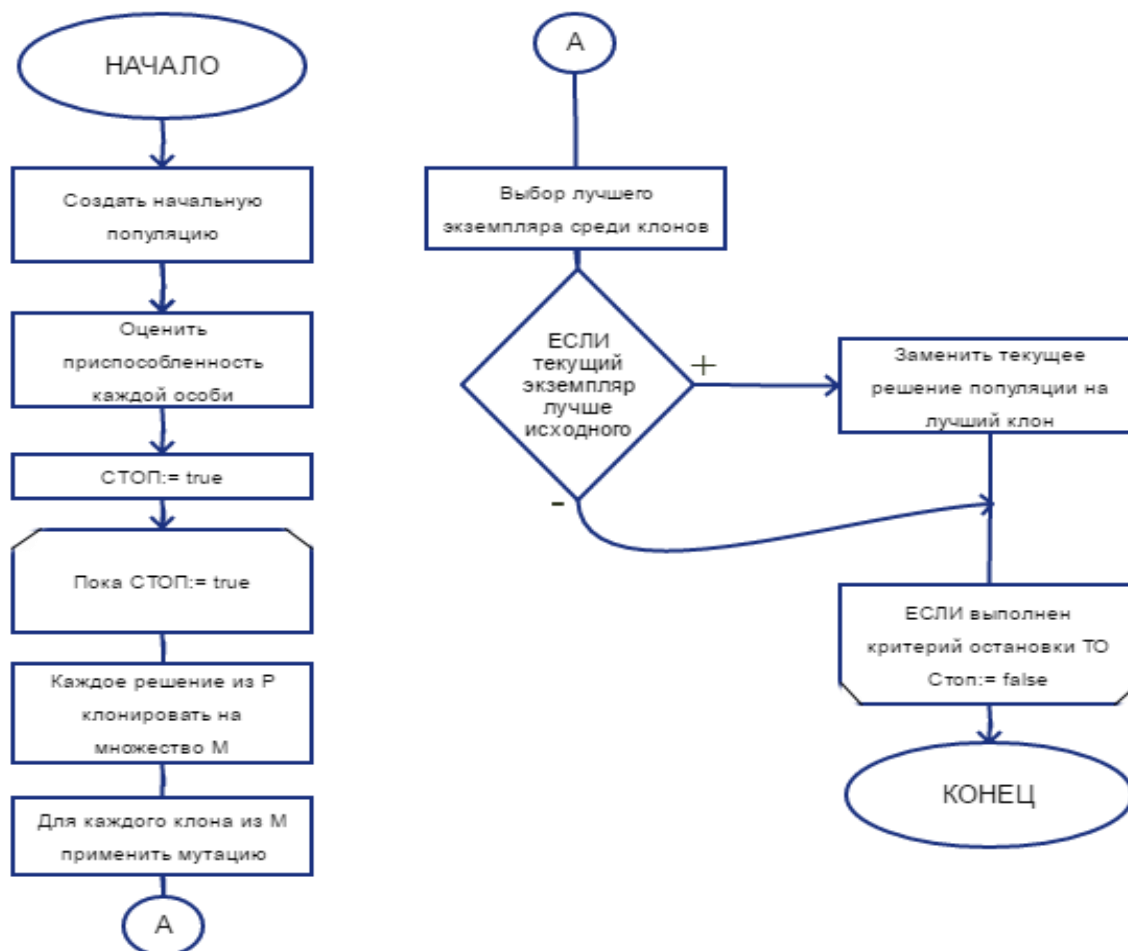 НАЧАЛО
Создать начальную
популяцию
Оценить
приспособленность
каждой особи
СТОП:= true
Пока СТОП:= true
Каждое решение из Р
клонировать на
множество М
Для каждого клона из М
применить мутацию
А
А
Выбор лучшего
экземпляра среди клонов
ЕСЛИ
текущий
экземпляр
лучше
исходного
+
-
Заменить текущее
решение популяции на
лучший клон
ЕСЛИ выполнен
критерий остановки ТО
Стоп:= false
КОНЕЦ